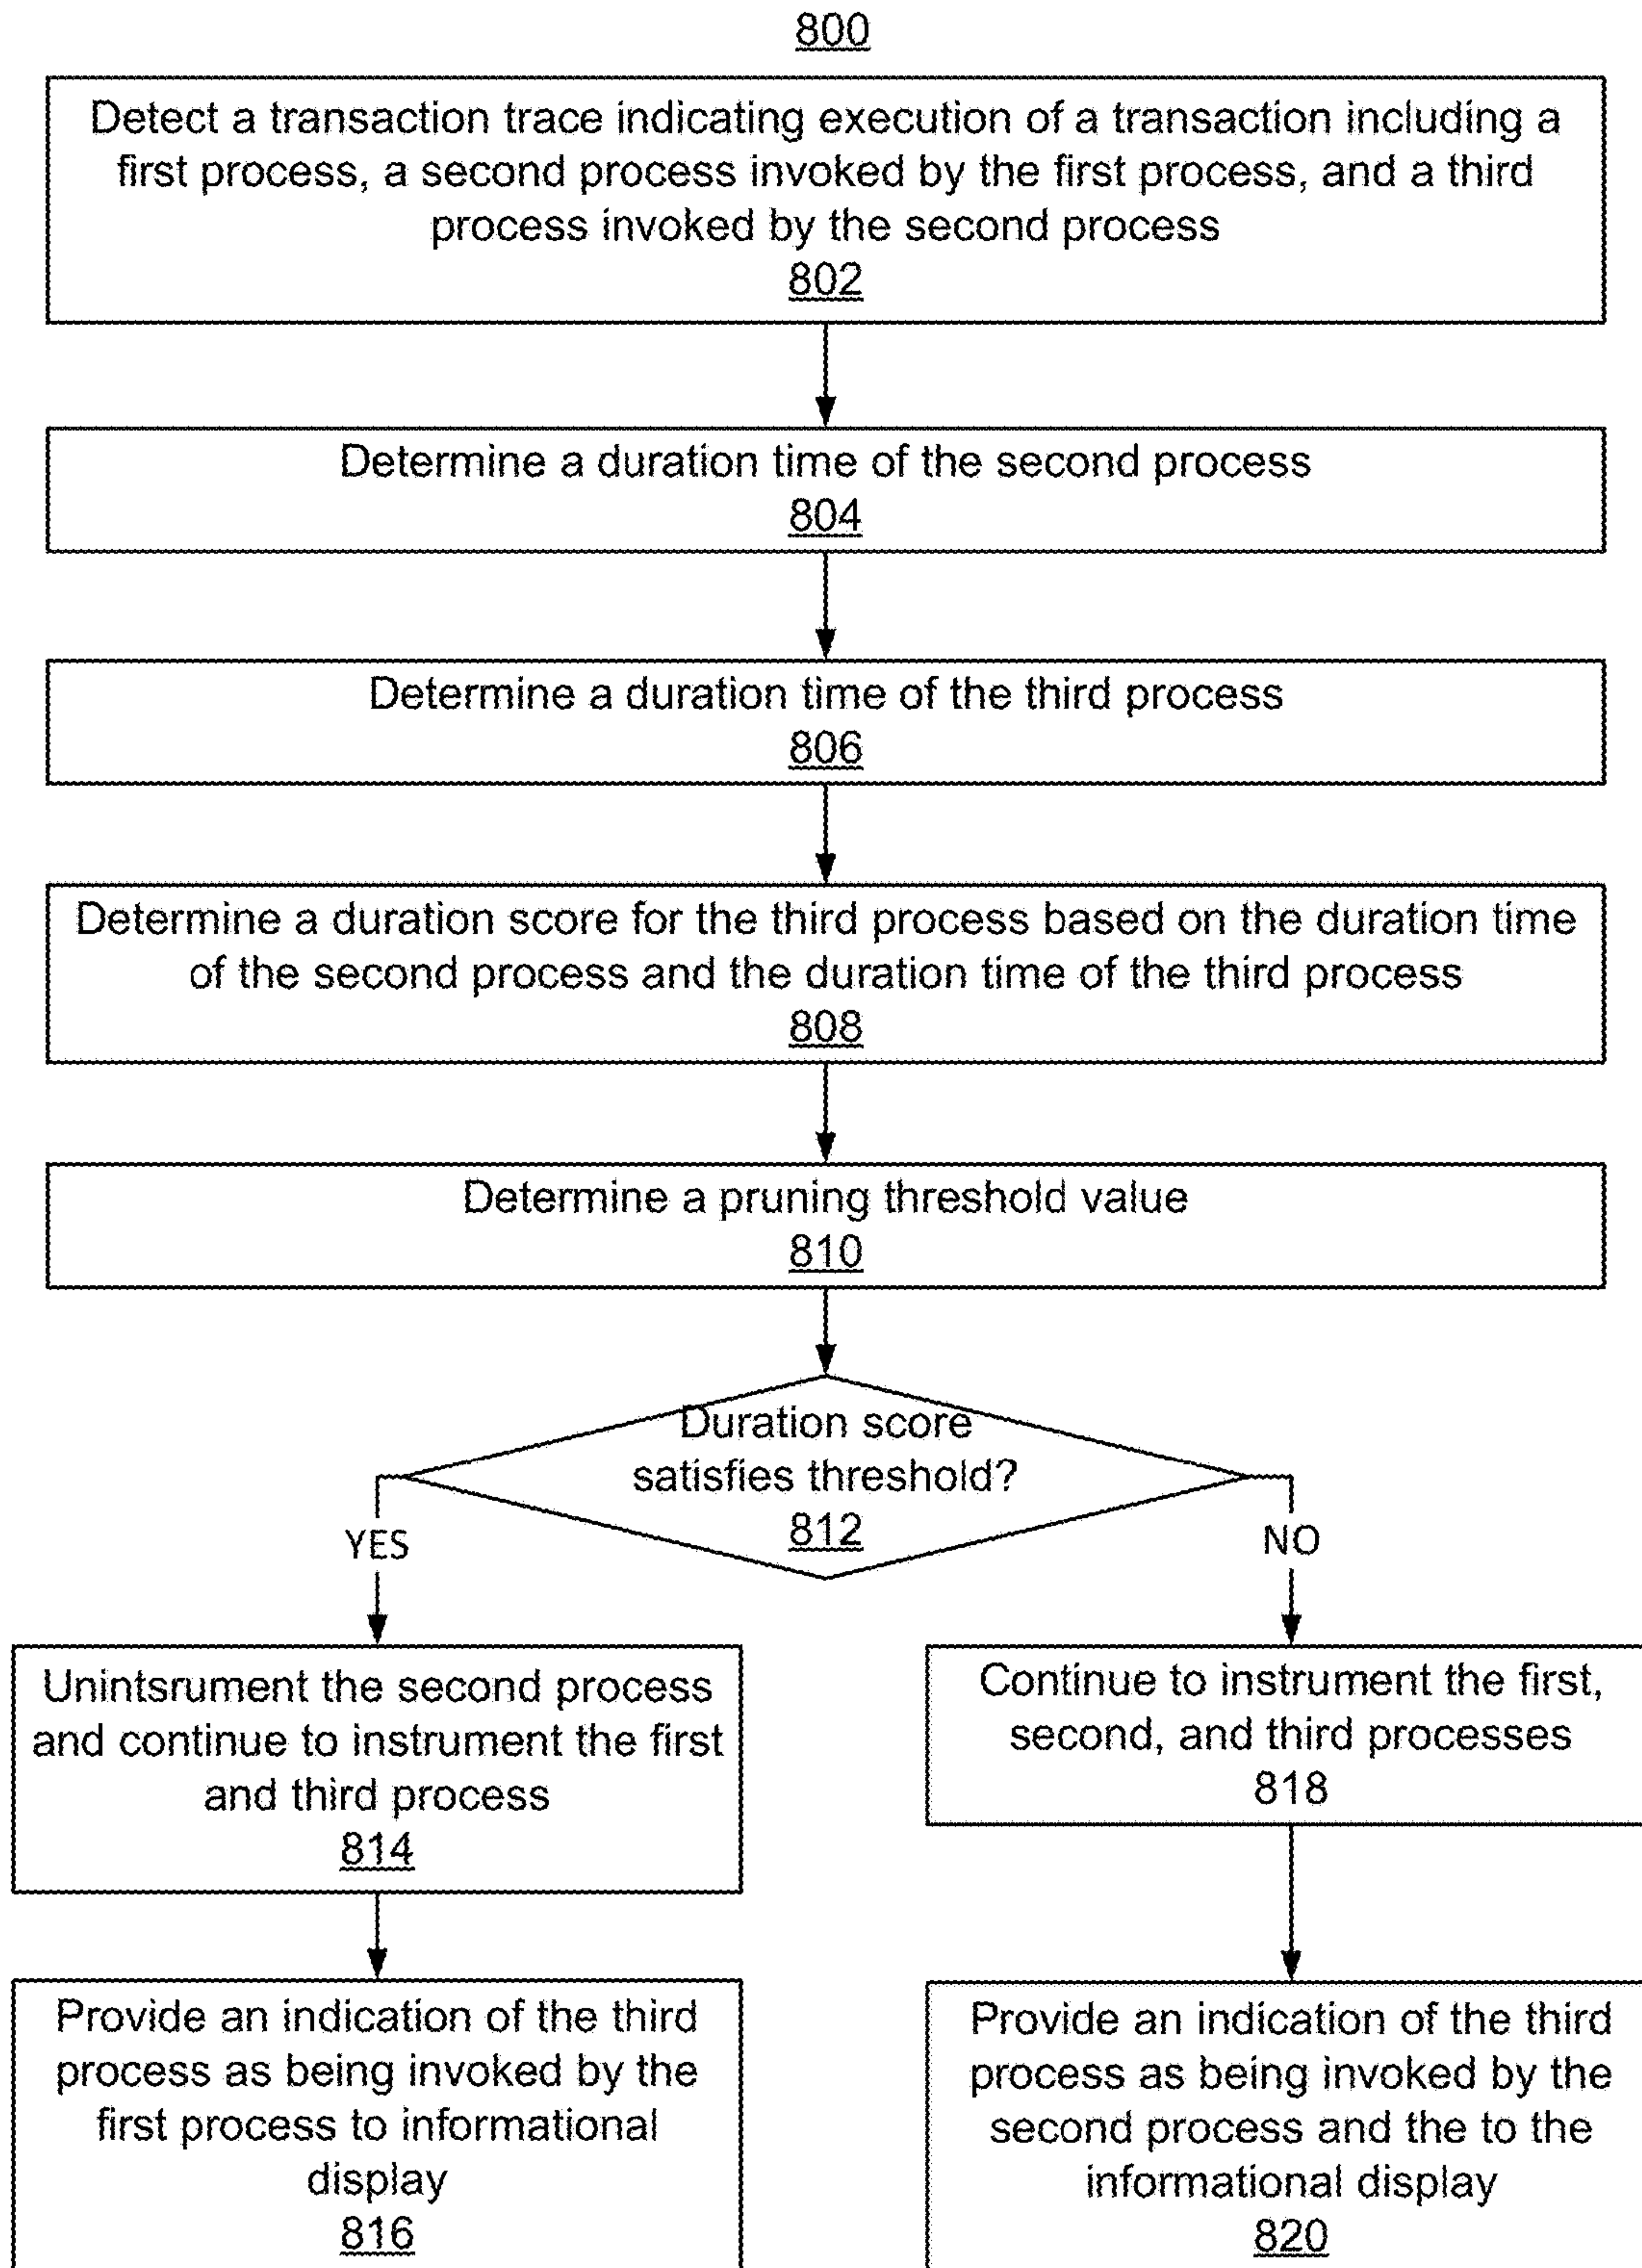 800
Detect a transaction trace indicating execution of a transaction including a
first process, a second process invoked by the first process, and a third
process invoked by the second process
802
Determine a duration time of the second process
804
Determine a duration time of the third process
806
Determine a duration score for the third process based on the duration time
of the second process and the duration time of the third process
808
Determine a pruning threshold value
810
Duration score
satisfies threshold?
812
YES
NO
Unintsrument the second process
and continue to instrument the first
and third process
814
Continue to instrument the first,
second, and third processes
818
Provide an indication of the third
process as being invoked by the
first process to informational
display
816
Provide an indication of the third
process as being invoked by the
second process and the to the
informational display
820